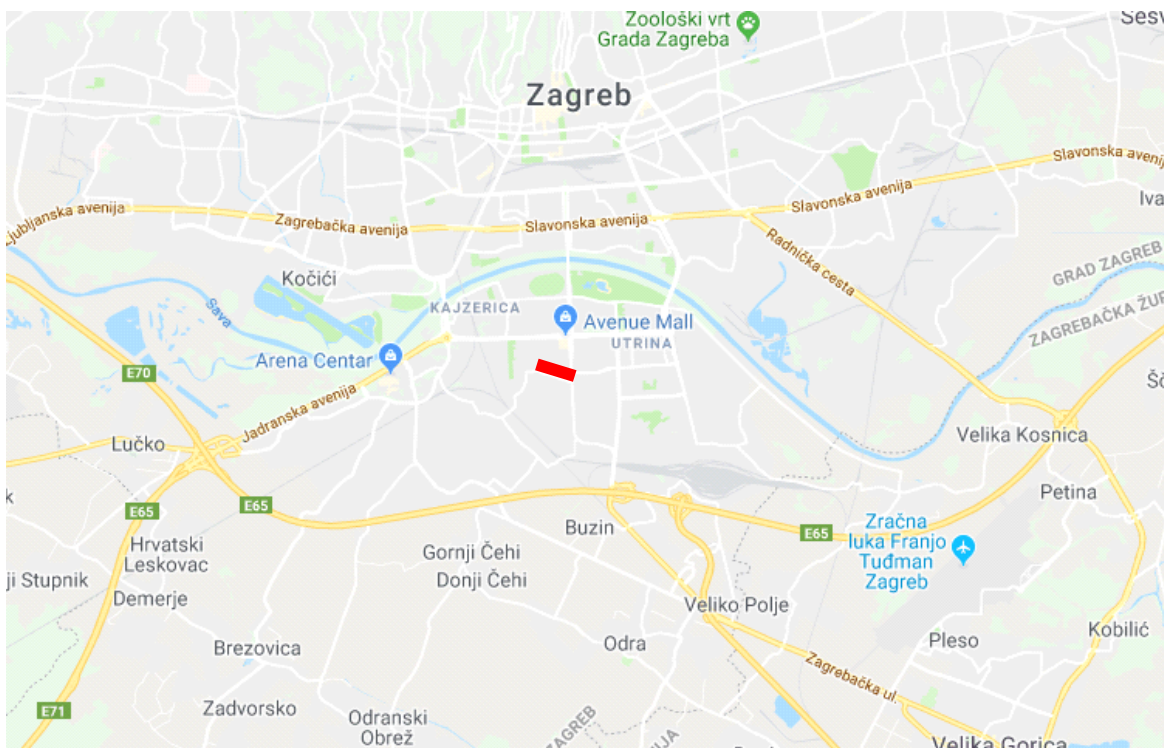 Zoološki vrt
Grada Zagreba
Sesv
Zagreb
Slavonska aveni
Slavonska avenija
Ljubljanska avenija
Zagrebačka avenija
Slavonska avenija
Iva
Radnička cesta
GRAD ZAGREB
Kočići
Sava
KAJZERICA
Avenue Mall
UTRINA
ZAGREBAČKA ŽUP
Arena Centar
E70
Jadranska avenija
Šć
Lučko
Velika Kosnica
k
E65
E65
Petina
Buzin
E65
Zračna
luka Franjo
Tuđman
Zagreb
Hrvatski
Leskovac
Gornji Čehi
Donji Čehi
ji Stupnik
Demerje
Veliko Polje
Kobilić
Brezovica
Odra
Pleso
Zagrebačka ul.
Zadvorsko
E71
Odranski
Obrež
ZAGREB
Velika Gorica